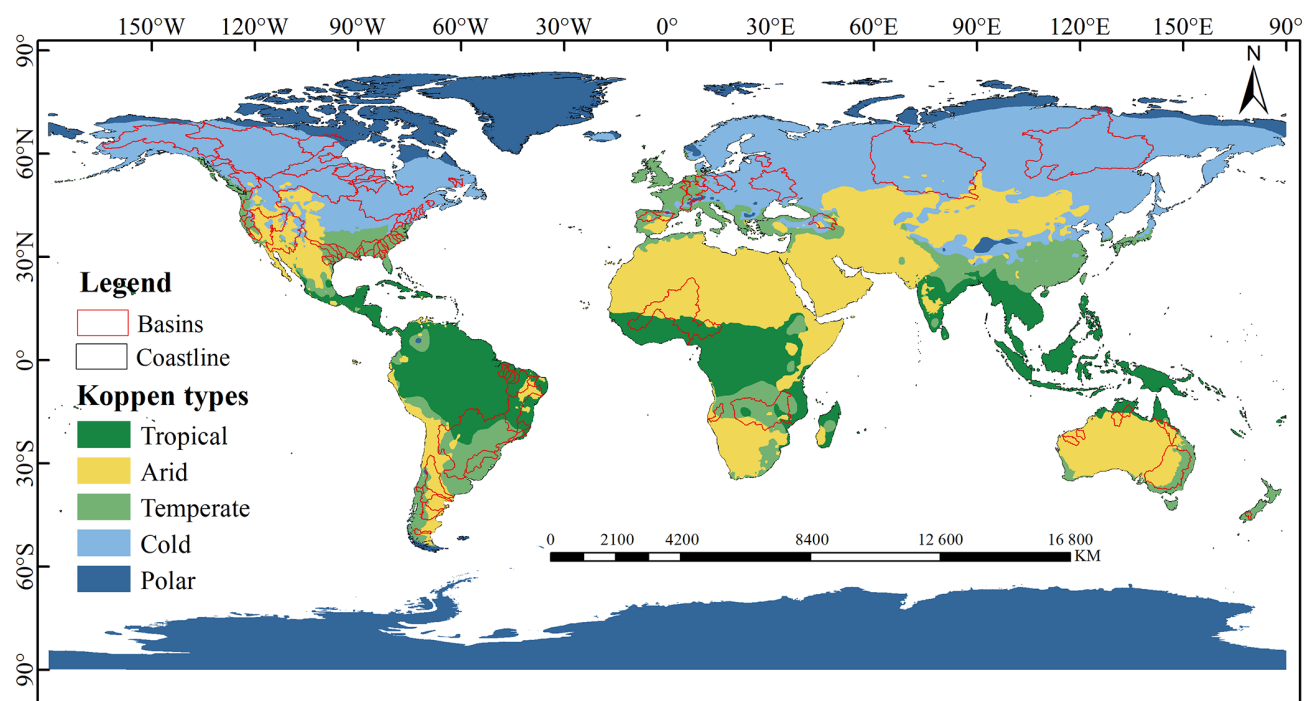 150°W 120°W 90°W 60°W 30°W 0° 30°E 60°E 90°E 120°E 150°E 90°
90°
60°N
30°N
0°
30°S
60°S
90°
N
Legend
Basins
Coastline
Koppen types
Tropical
Arid
Temperate
Cold
Polar
0 2100 4200 8400 12 600 16 800
KM